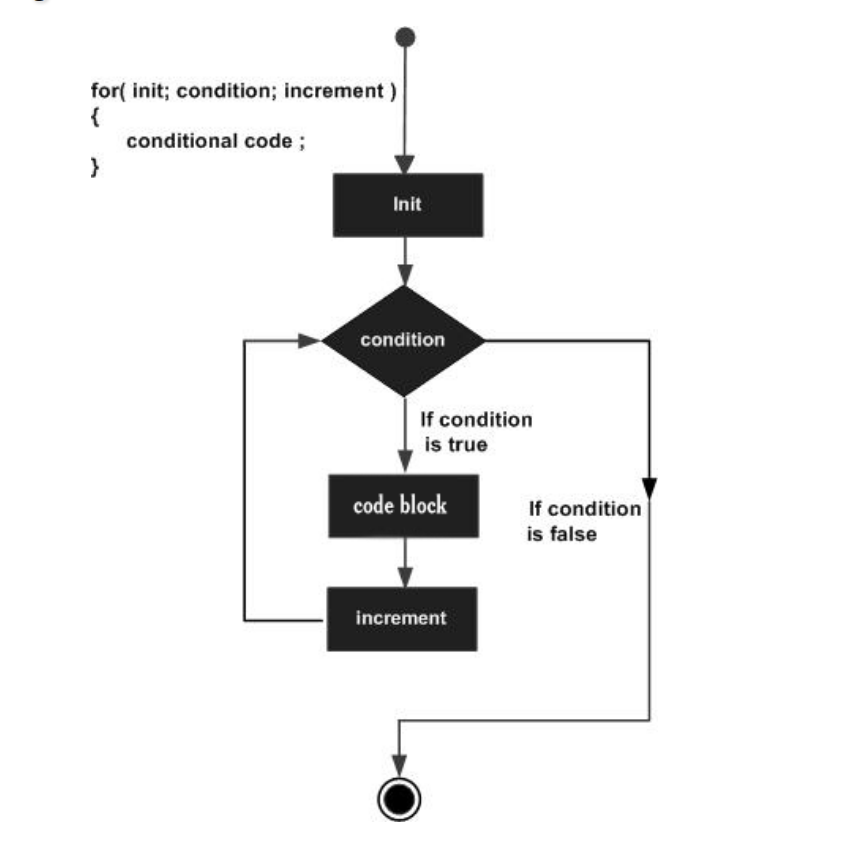 for( init; condition; increment )
{
conditional code ;
}
Init
condition
If condition
is true
code block
If condition
is false
increment